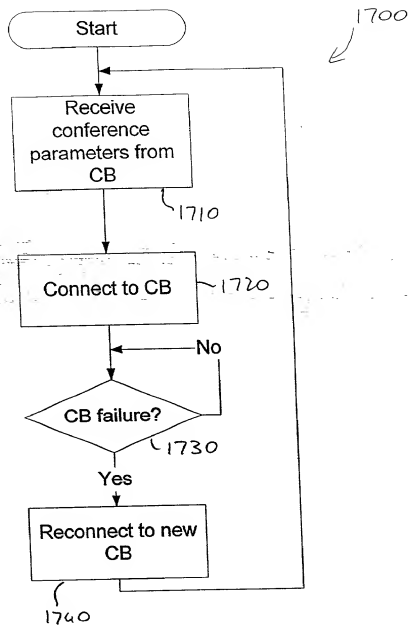 1700
Start
Receive
conference
parameters from
CB
1710
Connect to CB
1720
No
CB failure?
1730
Yes
Reconnect to new
CB
1740